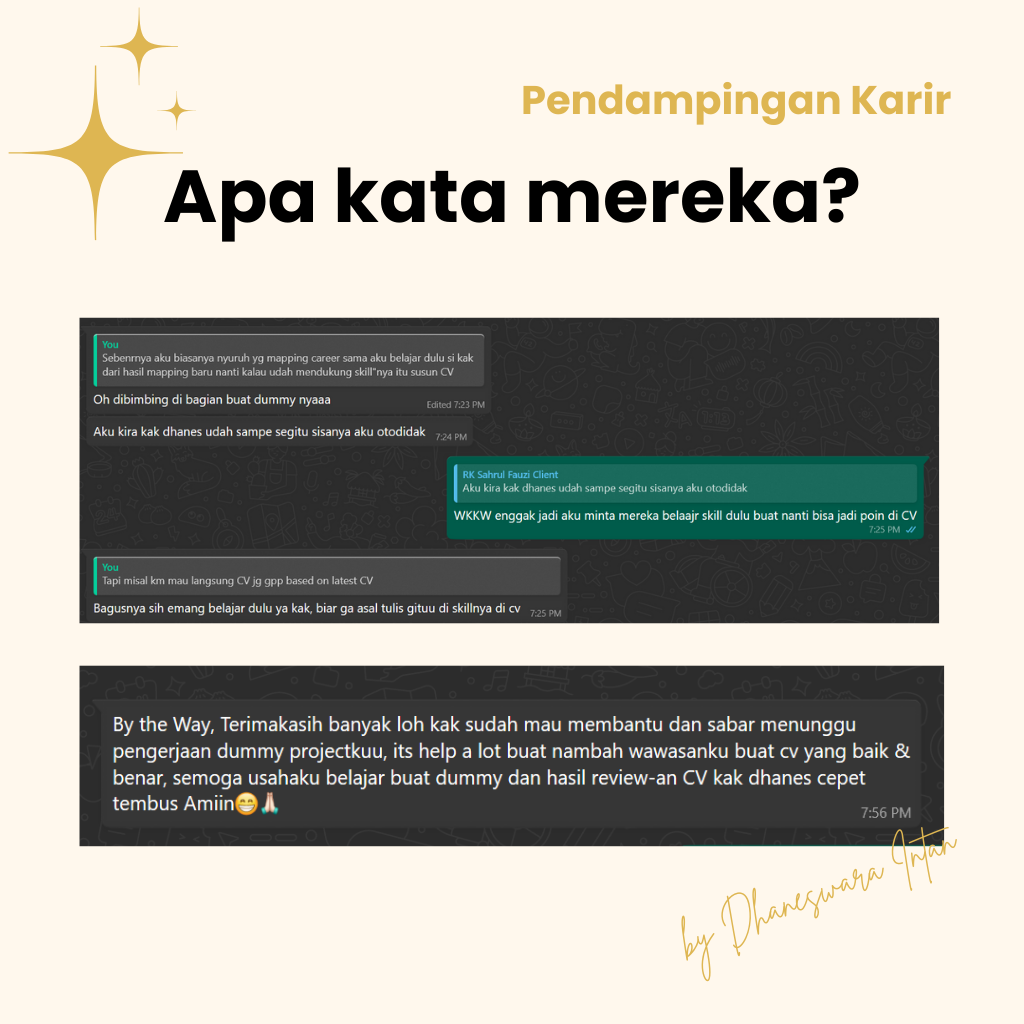 Pendampingan Karir
Apa kata mereka?
You
Sebenrnya aku biasanya nyuruh yg mapping career sama aku belajar dulu si kak
dari hasil mapping baru nanti kalau udah mendukung skill"nya itu susun CV
Oh dibimbing di bagian buat dummy nyaaa
Edited 7:23 PM
Aku kira kak dhanes udah sampe segitu sisanya aku otodidak
7:24 PM
RK Sahrul Fauzi Client
Aku kira kak dhanes udah sampe segitu sisanya aku otodidak
WKKW enggak jadi aku minta mereka belaajr skill dulu buat nanti bisa jadi poin di CV
7:25 PM
You
Tapi misal km mau langsung CV jg gpp based on latest CV
Bagusnya sih emang belajar dulu ya kak, biar ga asal tulis gituu di skillnya di cv
7:25 PM
By the Way, Terimakasih banyak loh kak sudah mau membantu dan sabar menunggu
pengerjaan dummy projectkuu, its help a lot buat nambah wawasanku buat cv yang baik &
benar, semoga usahaku belajar buat dummy dan hasil review-an CV kak dhanes cepet
tembus Amiin😁🙏🏻
7:56 PM
by Dhaneswara Intan